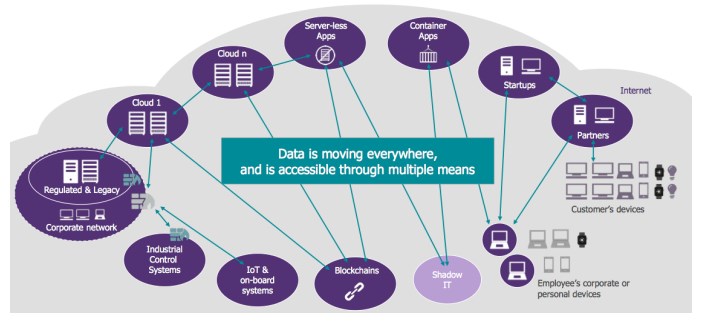 Server-less
Apps
Container
Apps
Cloud n
Startups
Internet
Cloud 1
Partners
Data is moving everywhere,
and is accessible through multiple means
Regulated & Legacy
Corporate network
Customer's devices
Industrial
Control
Systems
IoT &
on-board
systems
Blockchains
Shadow
IT
Employee's corporate or
personal devices